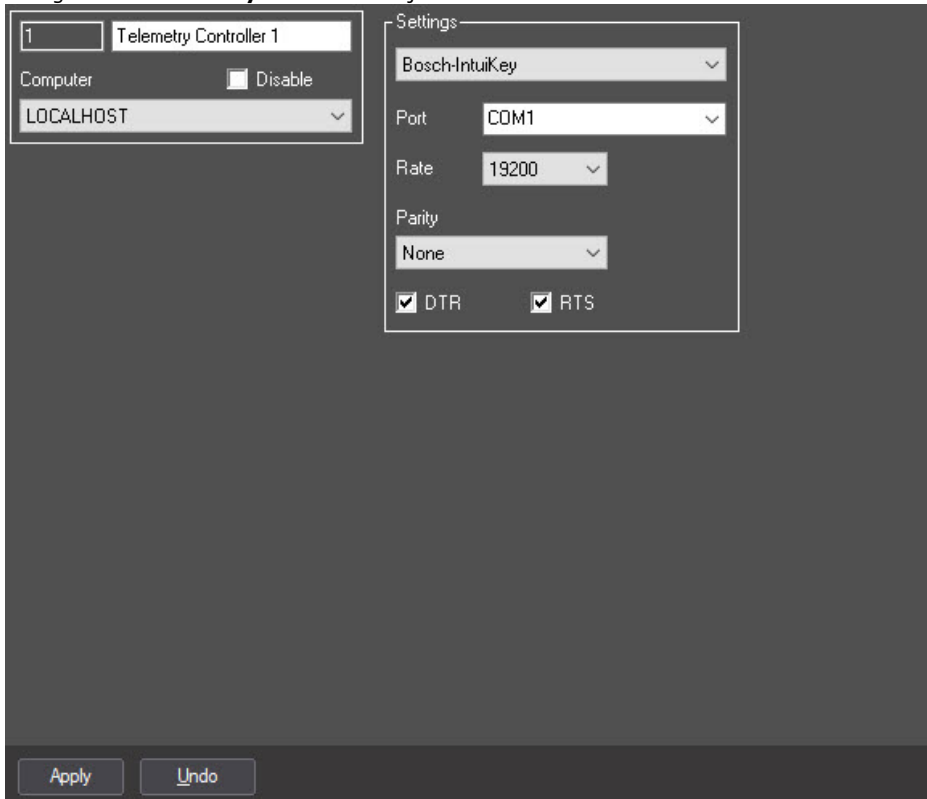 1 Telemetry Controller 1
Computer Disable
LOCALHOST
Settings
Bosch-IntuiKey
Port COM1
Rate 19200
Parity
None
DTR RTS
Apply Undo